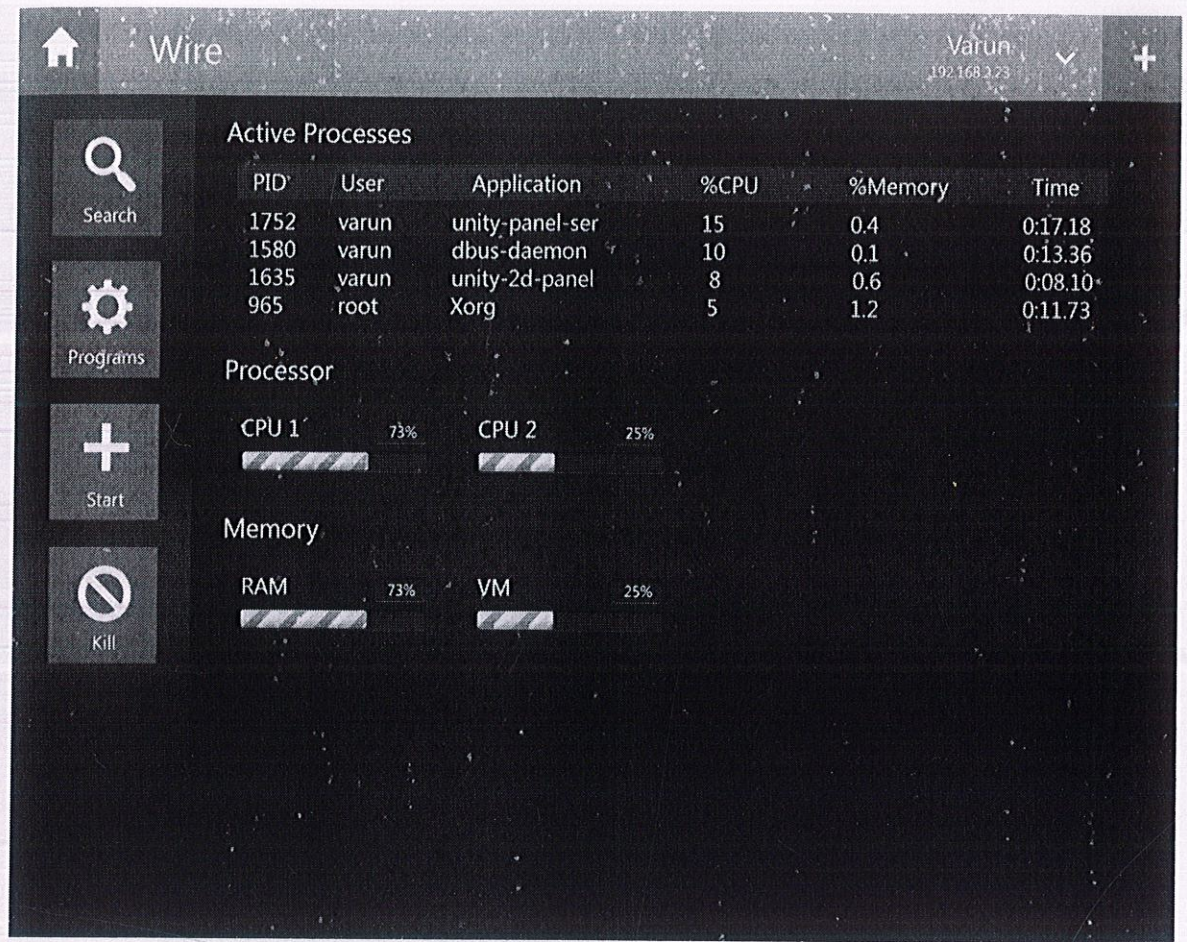 Wire
Varun
192.168.2.23
Search
Programs
Start
Kill
Active Processes
PID User Application %CPU %Memory Time
1752 varun unity-panel-ser 15 0.4 0:17.18
1580 varun dbus-daemon 10 0.1 0:13.36
1635 varun unity-2d-panel 8 0.6 0:08.10
965 root Xorg 5 1.2 0:11.73
Processor
CPU 1 73% CPU 2 25%
Memory
RAM 73% VM 25%